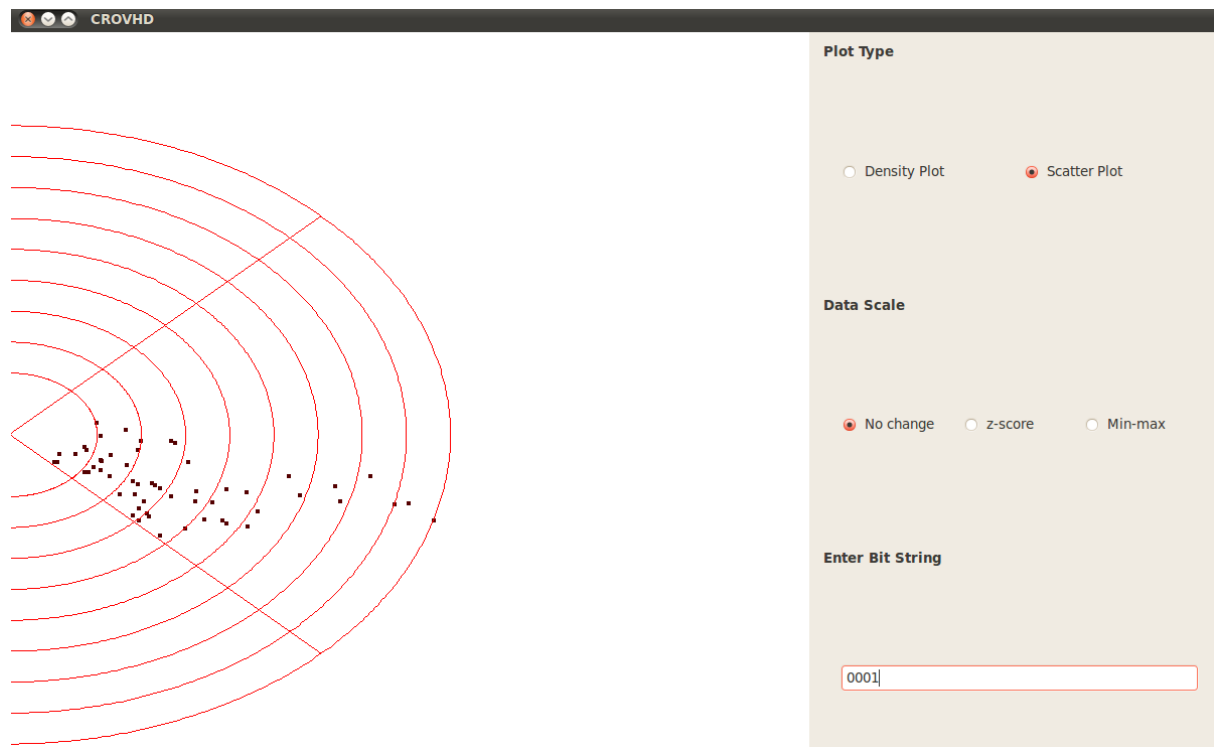 CROVHD
Plot Type
Density Plot Scatter Plot
Data Scale
No change z-score Min-max
Enter Bit String
0001